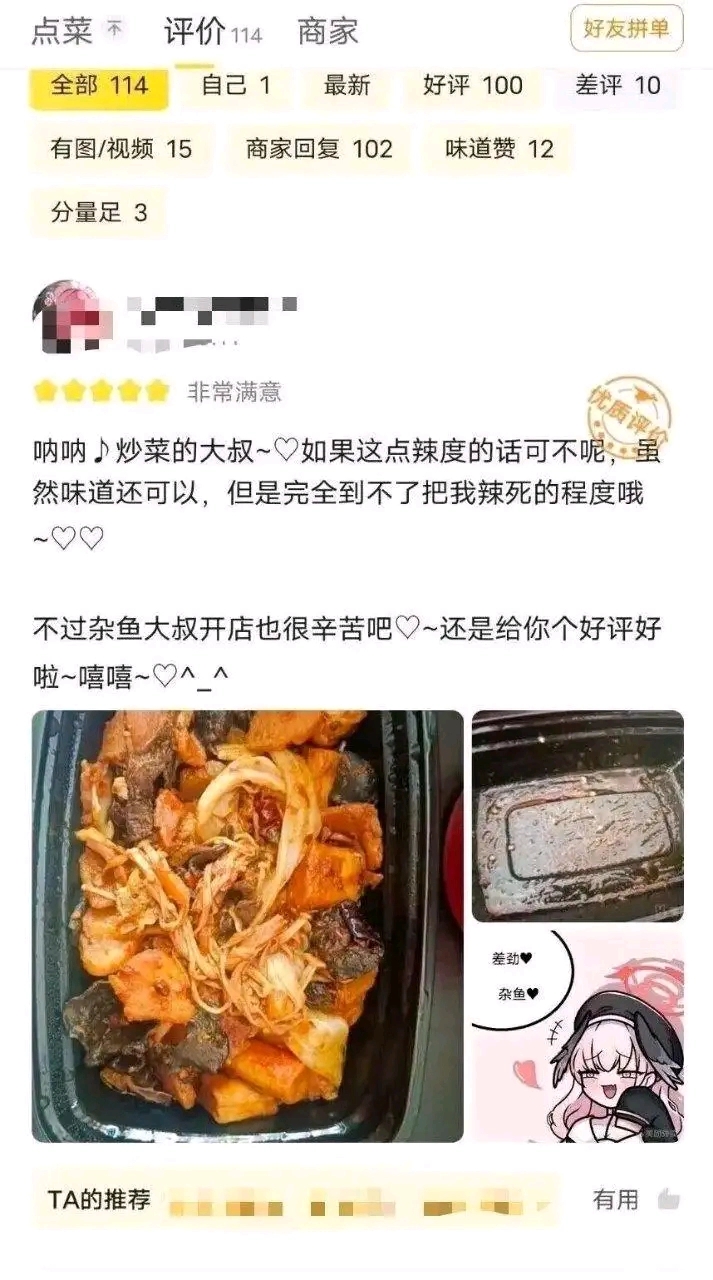 点菜 评价 114 商家 好友拼单
全部 114 自己 1 最新 好评 100 差评 10
有图/视频 15 商家回复 102 味道赞 12
分量足 3
非常满意
优质评价
呐呐♪炒菜的大叔~♡如果这点辣度的话可不呢，虽
然味道还可以，但是完全到不了把我辣死的程度哦
~♡♡
不过杂鱼大叔开店也很辛苦吧♡~还是给你个好评好
啦~嘻嘻~♡^_^
差劲♥
杂鱼♥
TA的推荐 有用